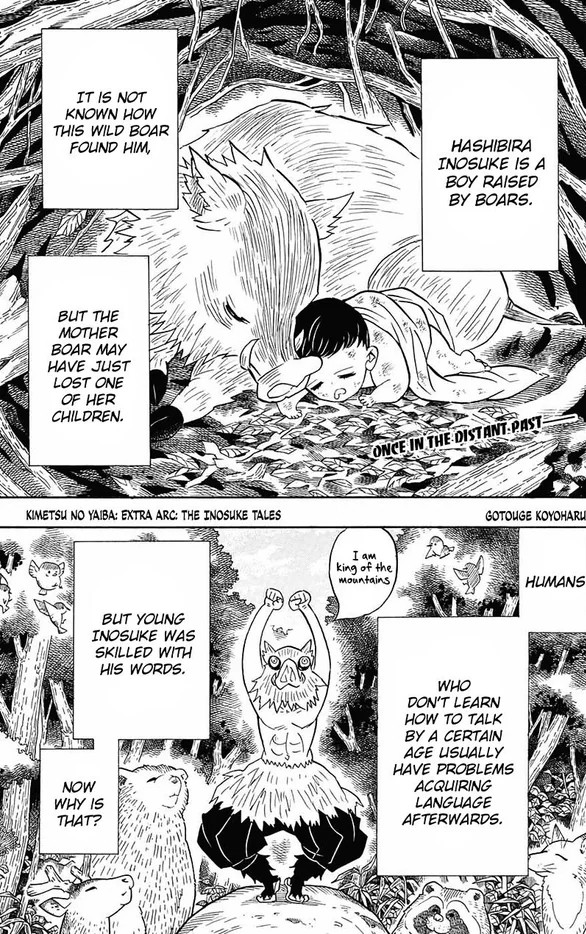 HASHIBIRA
INOSUKE IS A
BOY RAISED
BY BOARS.
IT IS NOT
KNOWN HOW
THIS WILD BOAR
FOUND HIM,
BUT THE
MOTHER
BOAR MAY
HAVE JUST
LOST ONE
OF HER
CHILDREN.
ONCE IN THE DISTANT PAST
KIMETSU NO YAIBA: EXTRA ARC: THE INOSUKE TALES
GOTOUGE KOYOHARU
HUMANS
WHO
DON'T LEARN
HOW TO TALK
BY A CERTAIN
AGE USUALLY
HAVE PROBLEMS
ACQUIRING
LANGUAGE
AFTERWARDS.
I am
king of the
mountains
BUT YOUNG
INOSUKE WAS
SKILLED WITH
HIS WORDS.
NOW
WHY IS
THAT?